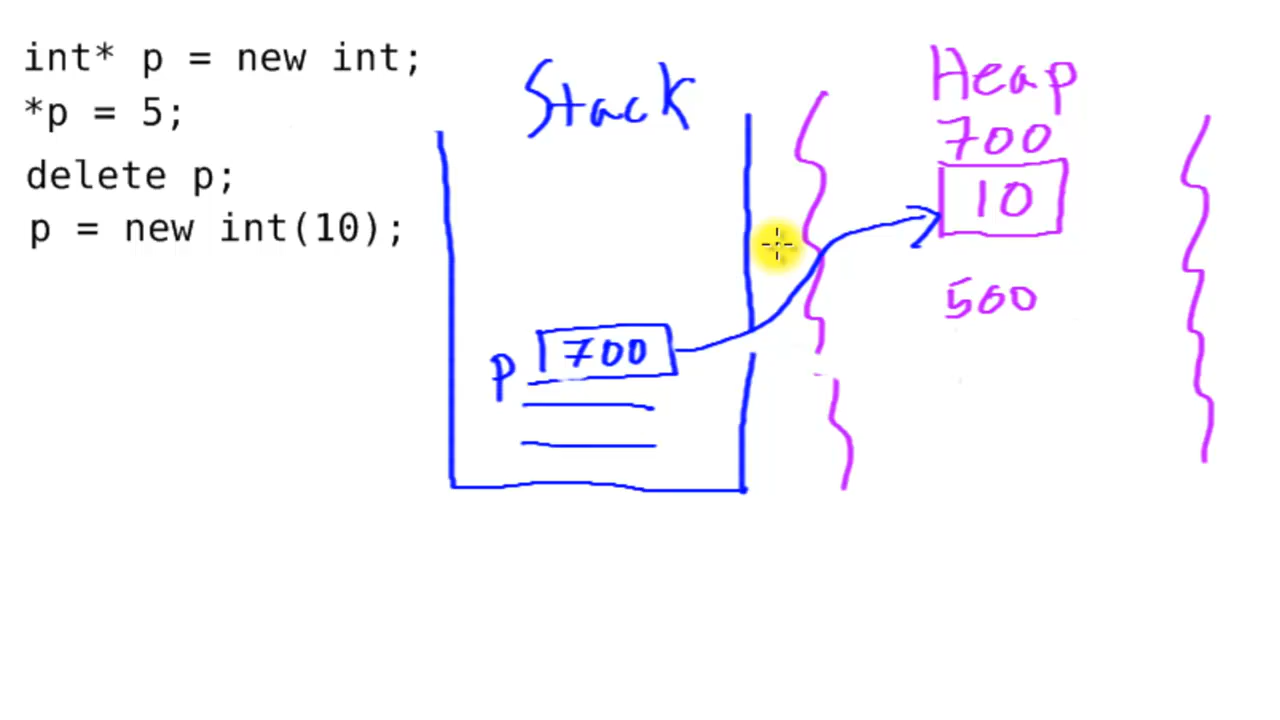 int* p = new int;
*p = 5;
delete p;
p = new int(10);
Stack
p 700
Heap
700
10
500